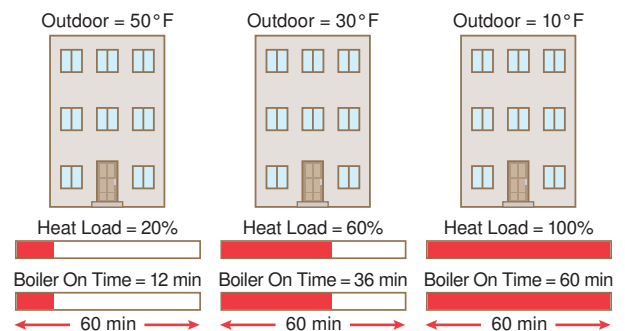 Outdoor = 50°F
Heat Load = 20%
Boiler On Time = 12 min
60 min
Outdoor = 30°F
Heat Load = 60%
Boiler On Time = 36 min
60 min
Outdoor = 10°F
Heat Load = 100%
Boiler On Time = 60 min
60 min